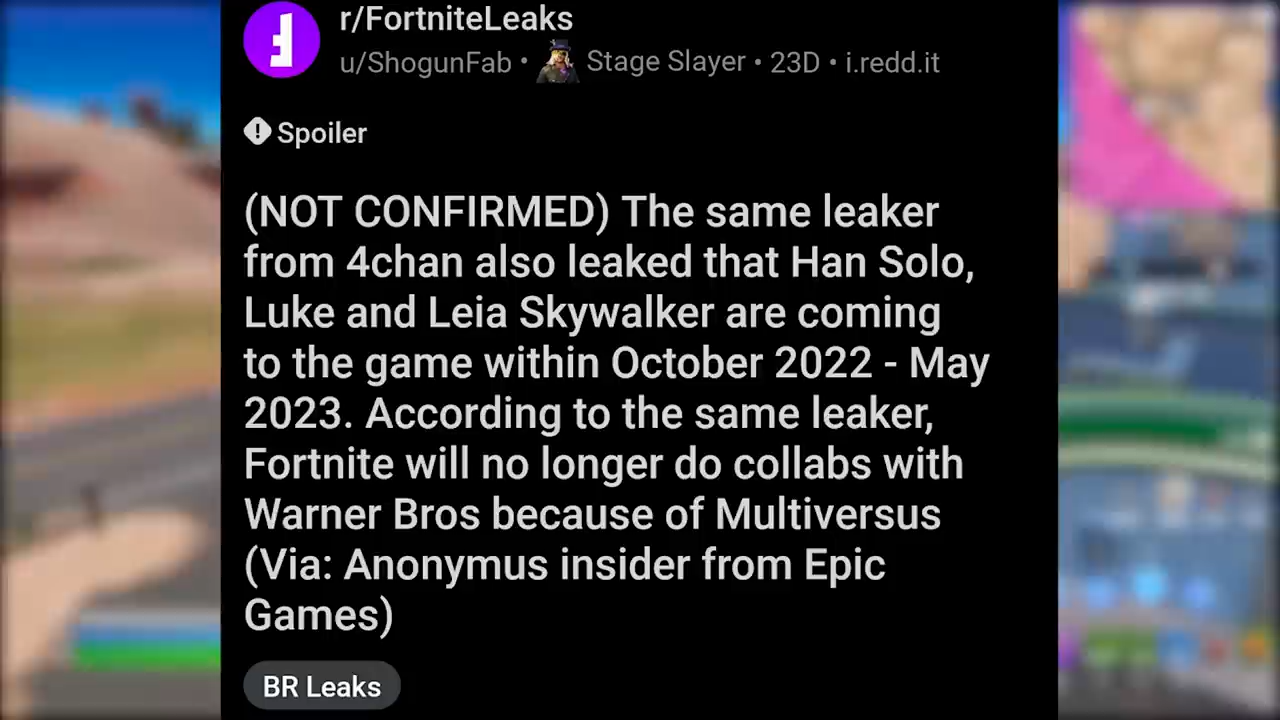 r/FortniteLeaks
u/ShogunFab • Stage Slayer • 23D • i.redd.it
Spoiler
(NOT CONFIRMED) The same leaker
from 4chan also leaked that Han Solo,
Luke and Leia Skywalker are coming
to the game within October 2022 - May
2023. According to the same leaker,
Fortnite will no longer do collabs with
Warner Bros because of Multiversus
(Via: Anonymus insider from Epic
Games)
BR Leaks